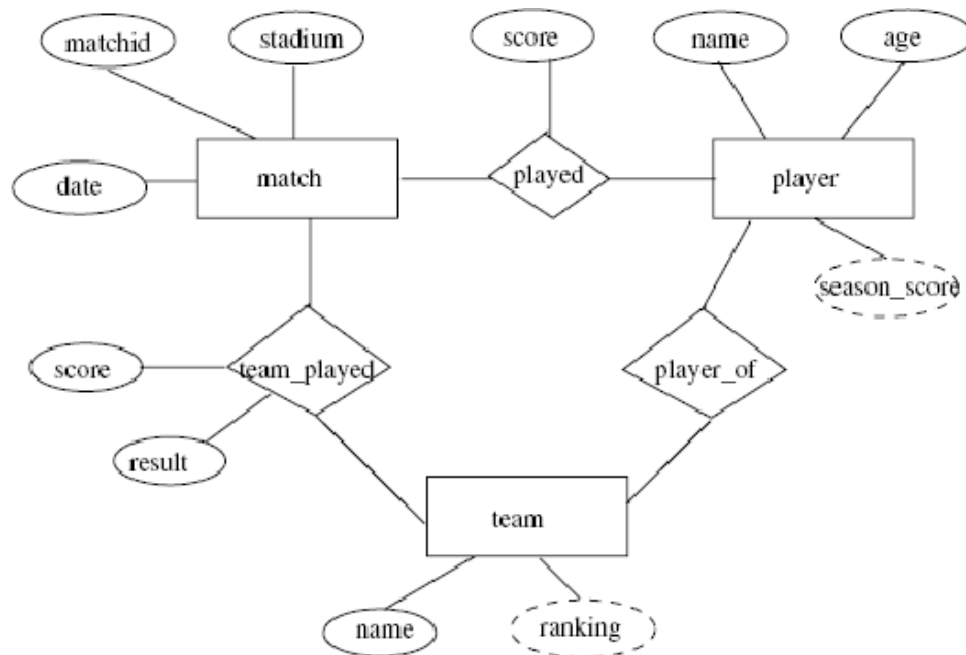 matchid
stadium
score
name
age
date
match
played
player
season_score
score
team_played
player_of
result
team
name
ranking